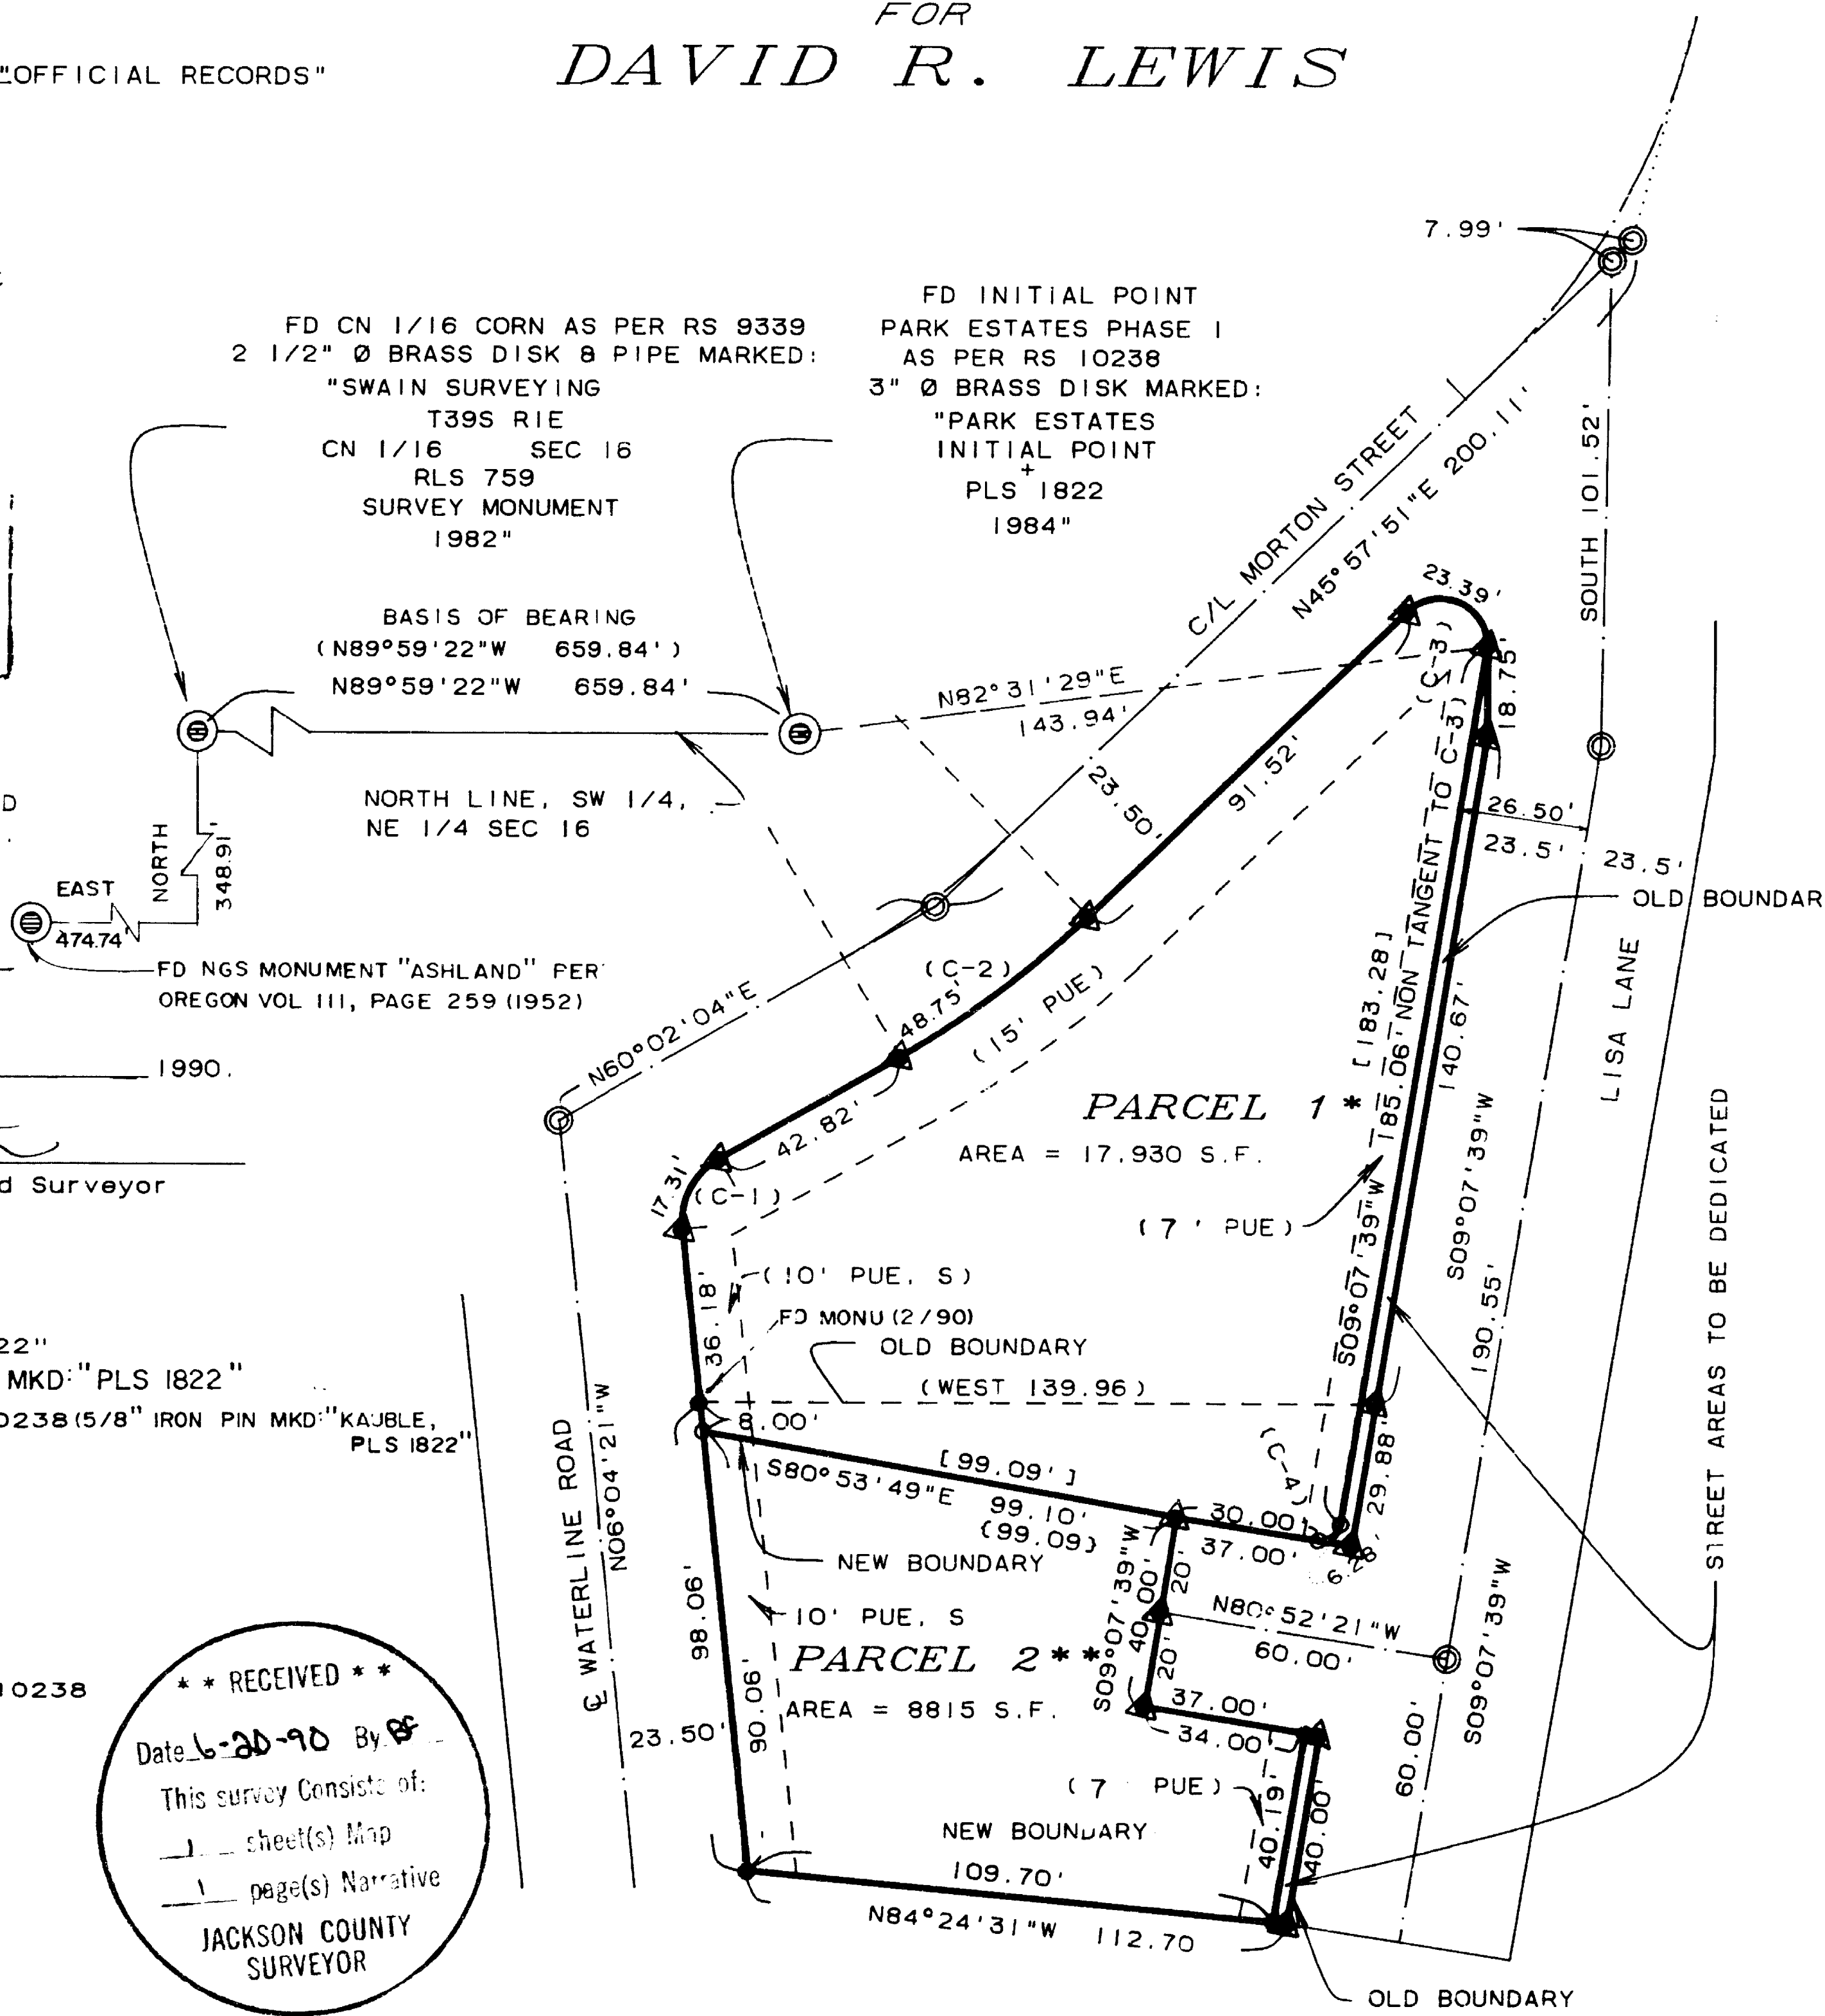 FOR
DAVID R. LEWIS
"OFFICIAL RECORDS"
7.99'
FD CN 1/16 CORN AS PER RS 9339
2 1/2" Ø BRASS DISK & PIPE MARKED:
"SWAIN SURVEYING
T39S R1E
CN 1/16 SEC 16
RLS 759
SURVEY MONUMENT
1982"
FD INITIAL POINT
PARK ESTATES PHASE 1
AS PER RS 10238
3" Ø BRASS DISK MARKED:
"PARK ESTATES
INITIAL POINT
+
PLS 1822
1984"
C/L MORTON STREET
N45°57'51"E 200.11'
SOUTH 101.52'
BASIS OF BEARING
(N89°59'22"W 659.84')
N89°59'22"W 659.84'
23.39'
(C-3)
18.75'
N82°31'29"E
143.94'
NORTH LINE, SW 1/4,
NE 1/4 SEC 16
NORTH
348.91'
EAST
474.74'
D
FD NGS MONUMENT "ASHLAND" PER
OREGON VOL III, PAGE 259 (1952)
23.50'
91.52'
26.50'
23.5' 23.5'
OLD BOUNDAR
LISA LANE
N60°02'04"E
(C-2)
48.75'
(15' PUE)
[183.28]
S09°07'39"W 185.06' NON TANGENT TO C-3)
140.67'
1990.
d Surveyor
42.82'
17.31'
(C-1)
PARCEL 1*
AREA = 17.930 S.F.
(7' PUE)
S09°07'39"W
190.55'
STREET AREAS TO BE DEDICATED
36.18'
(10' PUE, S)
FD MONU (2/90)
OLD BOUNDARY
(WEST 139.96)
8.00'
22"
MKD:"PLS 1822"
0238 (5/8" IRON PIN MKD:"KAUBLE,
PLS 1822"
℄ WATERLINE ROAD
N06°04'21"W
[99.09']
S80°53'49"E 99.10'
{99.09}
NEW BOUNDARY
(C-4)
29.88'
30.00'
37.00'
6.28'
S09°07'39"W
40.00'
20'
20'
N80°52'21"W
60.00'
98.06'
10' PUE, S
PARCEL 2**
AREA = 8815 S.F.
90.06'
23.50'
37.00'
34.00'
S09°07'39"W
60.00'
(7 PUE)
40.19'
40.00'
NEW BOUNDARY
109.70'
N84°24'31"W 112.70
OLD BOUNDARY
10238
* * RECEIVED * *
Date 6-20-90 By BF
This survey Consists of:
1 sheet(s) Map
1 page(s) Narrative
JACKSON COUNTY
SURVEYOR